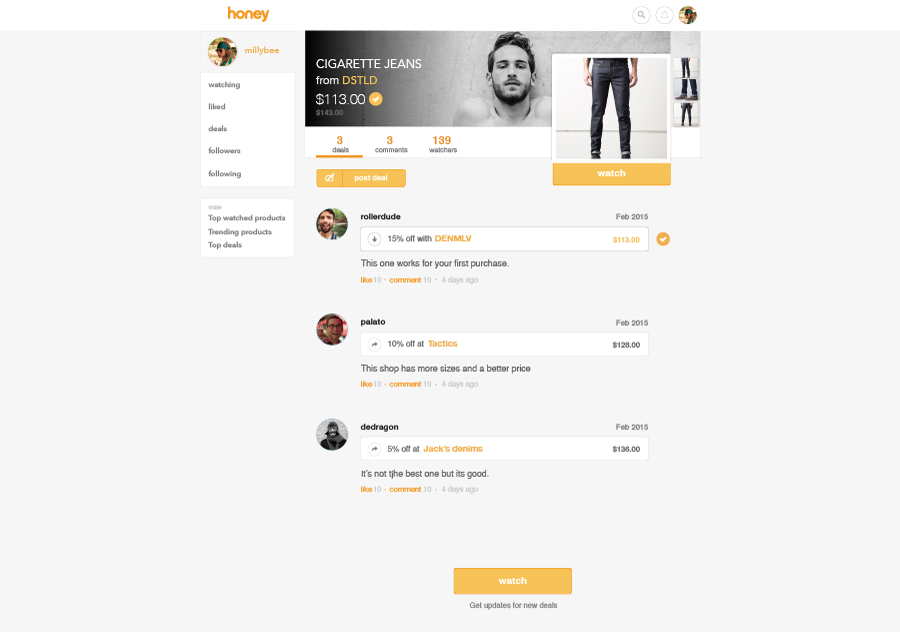 honey
millybee
watching
liked
deals
followers
following
VIEW
Top watched products
Trending products
Top deals
CIGARETTE JEANS
from DSTLD
$113.00
$143.00
3 deals
3 comments
139 watchers
post deal
watch
rollerdude Feb 2015
15% off with DENMLV $113.00
This one works for your first purchase.
like 10 • comment 10 • 4 days ago
palato Feb 2015
10% off at Tactics $128.00
This shop has more sizes and a better price
like 10 • comment 10 • 4 days ago
dedragon Feb 2015
5% off at Jack's denims $136.00
It's not tjhe best one but its good.
like 10 • comment 10 • 4 days ago
watch
Get updates for new deals